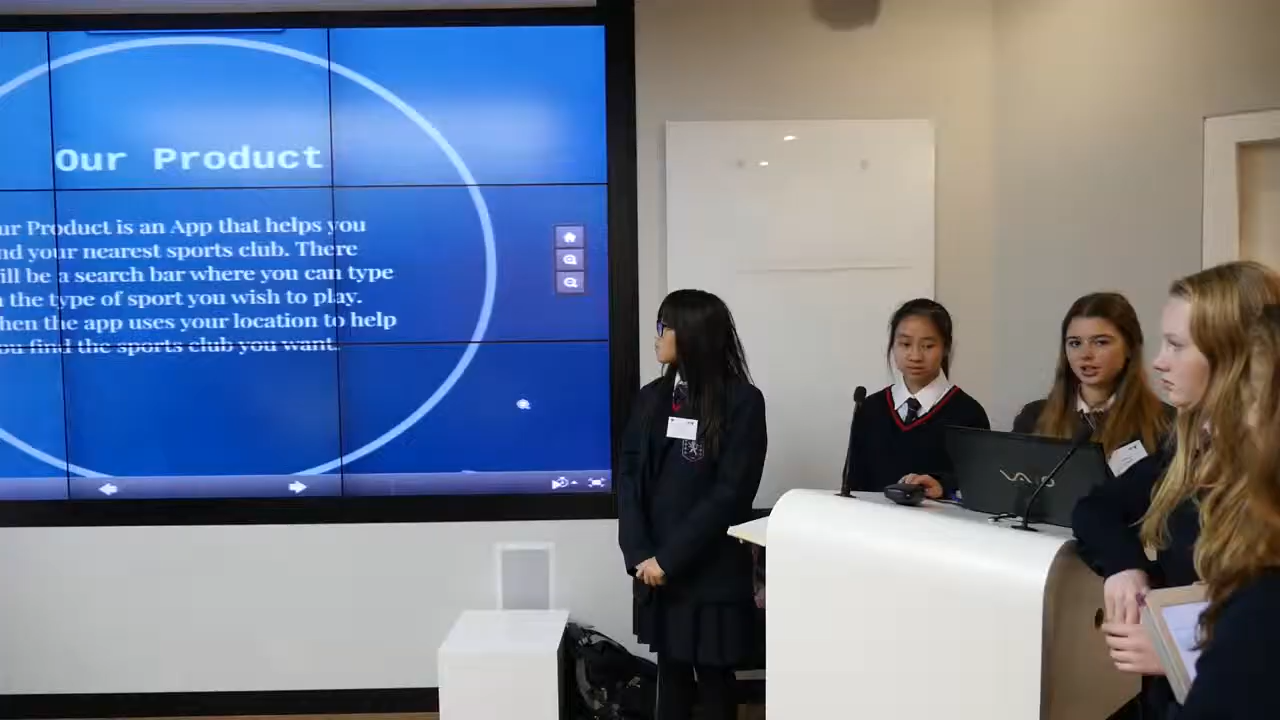 Our Product
ur Product is an App that helps you
nd your nearest sports club. There
ill be a search bar where you can type
the type of sport you wish to play.
hen the app uses your location to help
ou find the sports club you want.
VAIO